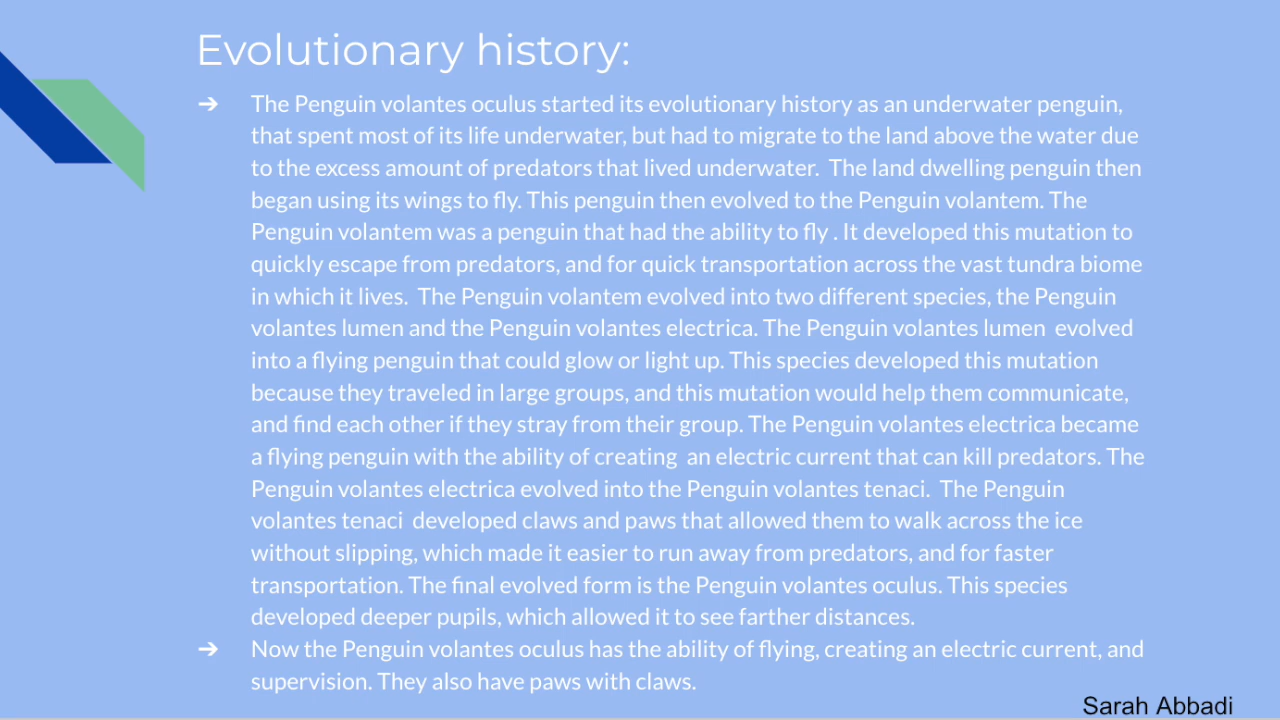 Evolutionary history:
➔ The Penguin volantes oculus started its evolutionary history as an underwater penguin,
that spent most of its life underwater, but had to migrate to the land above the water due
to the excess amount of predators that lived underwater.  The land dwelling penguin then
began using its wings to fly. This penguin then evolved to the Penguin volantem. The
Penguin volantem was a penguin that had the ability to fly . It developed this mutation to
quickly escape from predators, and for quick transportation across the vast tundra biome
in which it lives.  The Penguin volantem evolved into two different species, the Penguin
volantes lumen and the Penguin volantes electrica. The Penguin volantes lumen  evolved
into a flying penguin that could glow or light up. This species developed this mutation
because they traveled in large groups, and this mutation would help them communicate,
and find each other if they stray from their group. The Penguin volantes electrica became
a flying penguin with the ability of creating  an electric current that can kill predators. The
Penguin volantes electrica evolved into the Penguin volantes tenaci.  The Penguin
volantes tenaci  developed claws and paws that allowed them to walk across the ice
without slipping, which made it easier to run away from predators, and for faster
transportation. The final evolved form is the Penguin volantes oculus. This species
developed deeper pupils, which allowed it to see farther distances.
➔ Now the Penguin volantes oculus has the ability of flying, creating an electric current, and
supervision. They also have paws with claws.
Sarah Abbadi